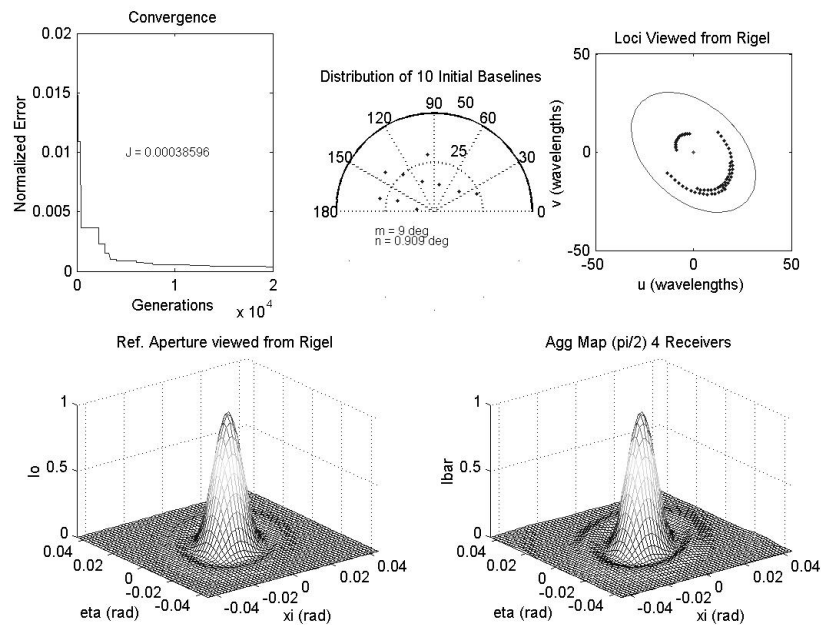 Convergence
0.02
0.015
0.01
0.005
0
Normalized Error
J = 0.00038596
0
1
2
Generations
x 10^4
Distribution of 10 Initial Baselines
90
50
120
60
25
150
30
180
0
m = 9 deg
n = 0.909 deg
Loci Viewed from Rigel
50
0
-50
v (wavelengths)
-50
0
50
u (wavelengths)
Ref. Aperture viewed from Rigel
1
0.5
0
Io
0.04
0.02
0
-0.02
-0.04
eta (rad)
-0.04
-0.02
0
0.02
0.04
xi (rad)
Agg Map (pi/2) 4 Receivers
1
0.5
0
Ibar
0.04
0.02
0
-0.02
-0.04
eta (rad)
-0.04
-0.02
0
0.02
0.04
xi (rad)